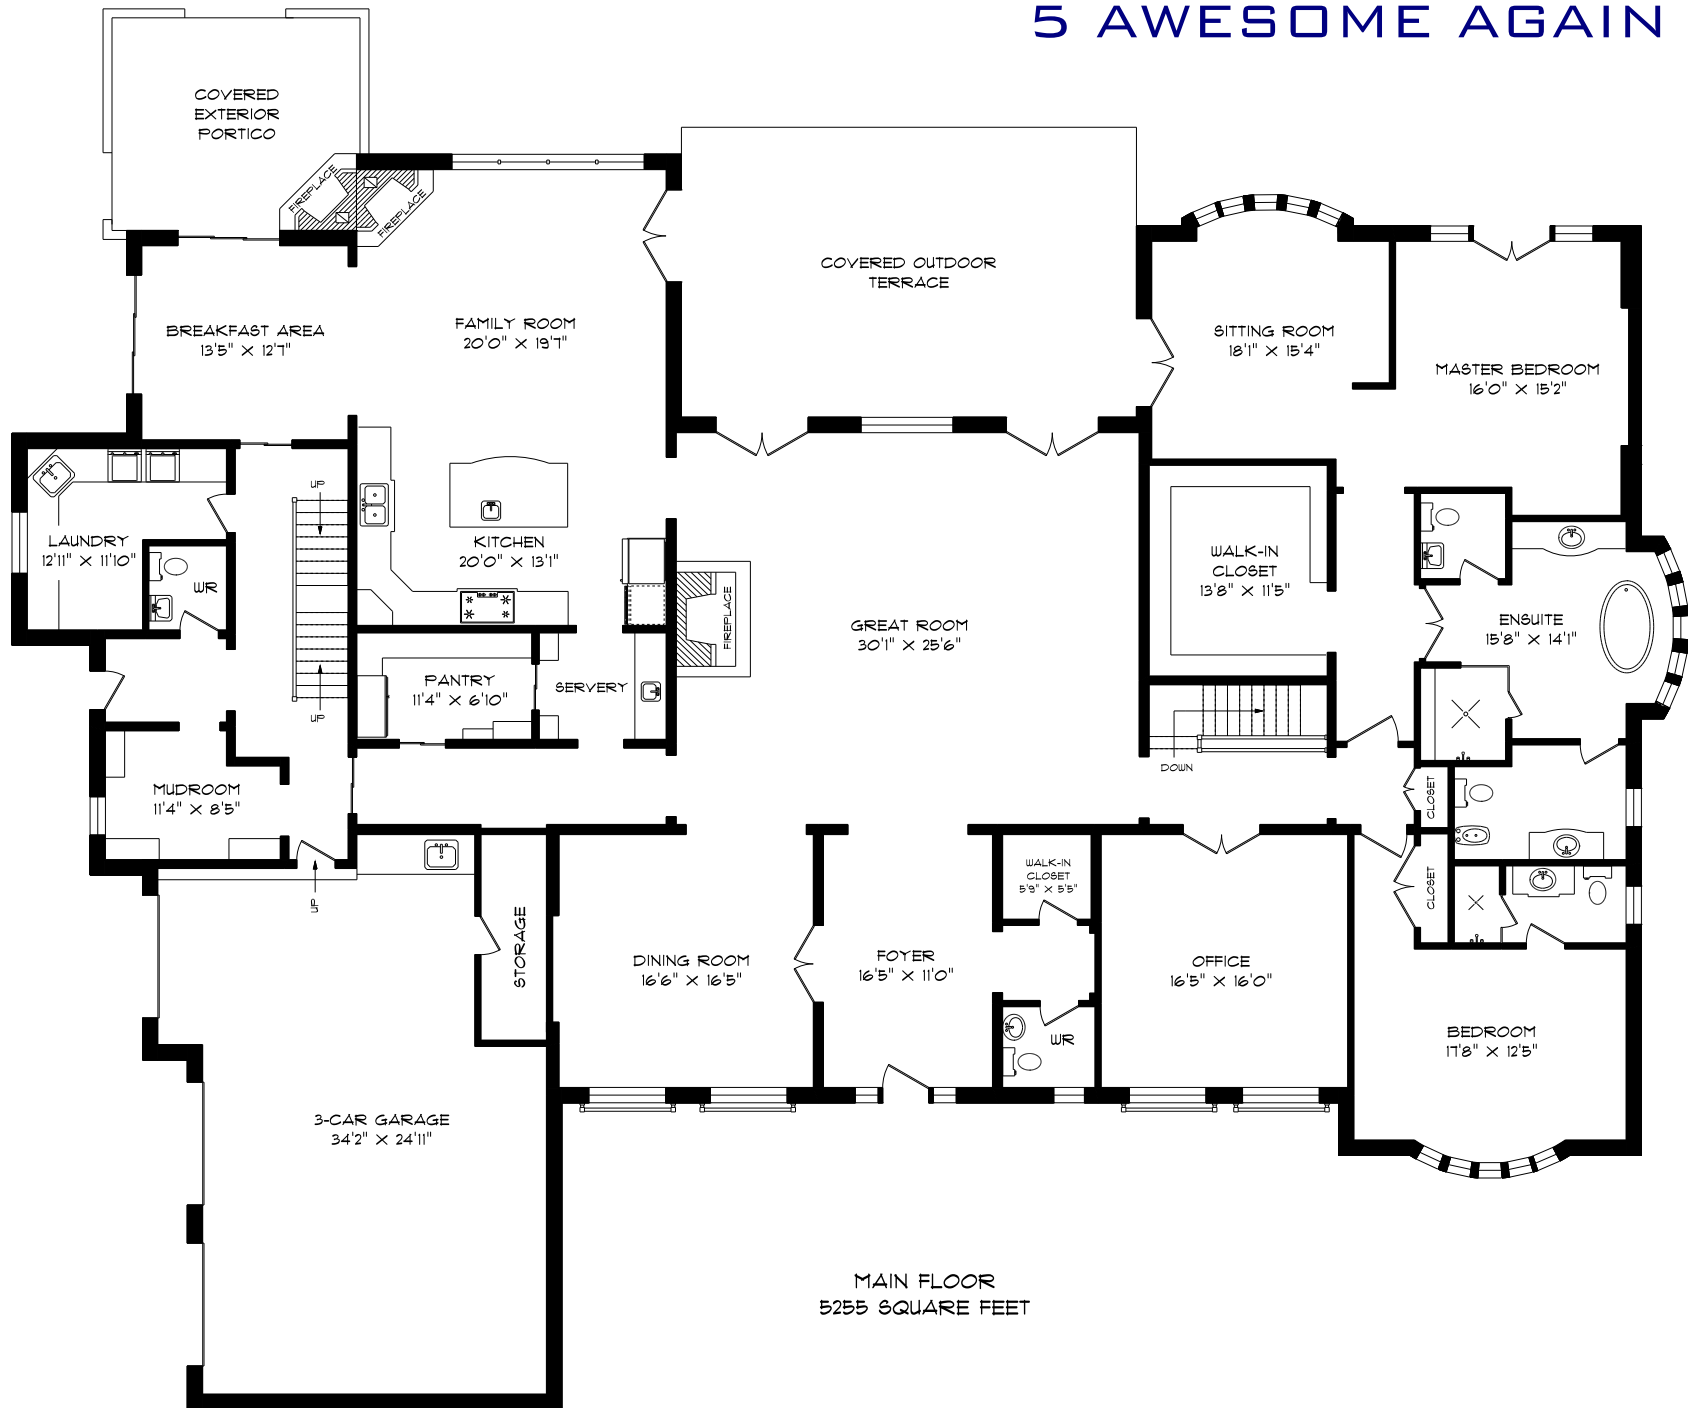 5 AWESOME AGAIN
COVERED
EXTERIOR
PORTICO
FIREPLACE
FIREPLACE
COVERED OUTDOOR
TERRACE
BREAKFAST AREA
13'5" X 12'7"
FAMILY ROOM
20'0" X 19'7"
SITTING ROOM
18'1" X 15'4"
MASTER BEDROOM
16'0" X 15'2"
UP
LAUNDRY
12'11" X 11'10"
WR
KITCHEN
20'0" X 13'1"
WALK-IN
CLOSET
13'8" X 11'5"
FIREPLACE
GREAT ROOM
30'1" X 25'6"
ENSUITE
15'8" X 14'1"
PANTRY
11'4" X 6'10"
SERVERY
UP
DOWN
MUDROOM
11'4" X 8'5"
CLOSET
UP
STORAGE
WALK-IN
CLOSET
5'9" X 5'5"
CLOSET
DINING ROOM
16'6" X 16'5"
FOYER
16'5" X 11'0"
OFFICE
16'5" X 16'0"
WR
BEDROOM
17'8" X 12'5"
3-CAR GARAGE
34'2" X 24'11"
MAIN FLOOR
5255 SQUARE FEET